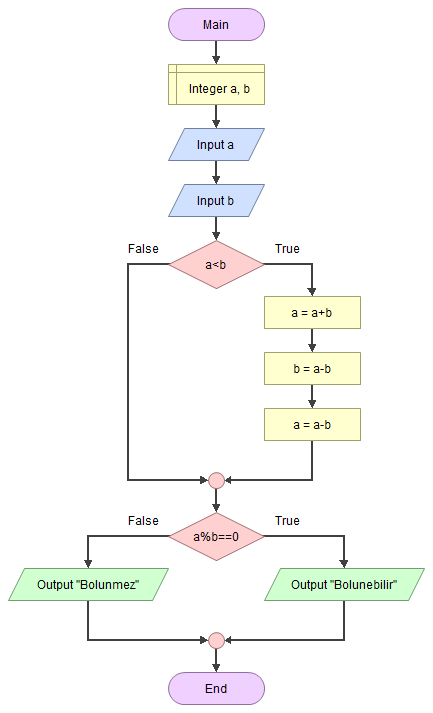 Main
Integer a, b
Input a
Input b
False
True
a<b
a = a+b
b = a-b
a = a-b
False
True
a%b==0
Output "Bolunmez"
Output "Bolunebilir"
End